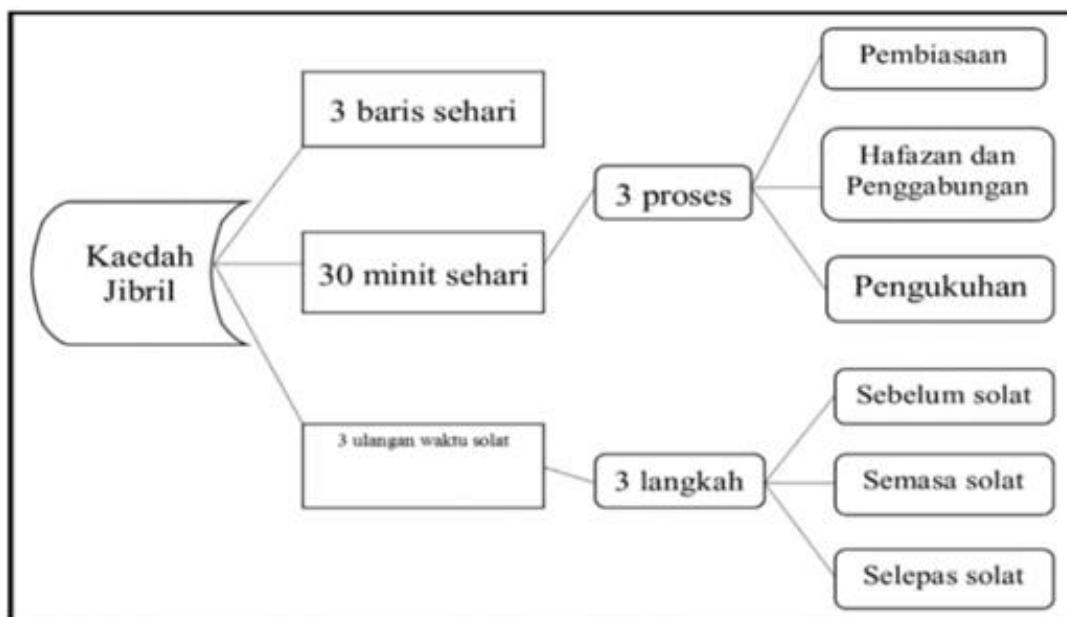 Kaedah
Jibril
3 baris sehari
30 minit sehari
3 ulangan waktu solat
3 proses
3 langkah
Pembiasaan
Hafazan dan
Penggabungan
Pengukuhan
Sebelum solat
Semasa solat
Selepas solat